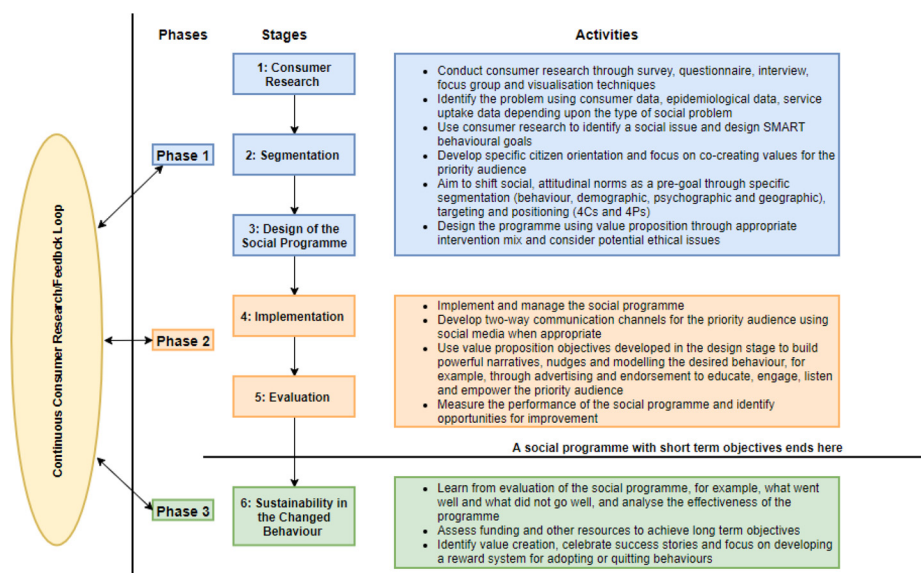 Phases
Stages
Activities
Continuous Consumer Research/Feedbck Loop
Phase 1
1: Consumer
Research
2: Segmentation
3: Design of the
Social Programme
• Conduct consumer research through survey, questionnaire, interview,
focus group and visualisation techniques
• Identify the problem using consumer data, epidemiological data, service
uptake data depending upon the type of social problem
• Use consumer research to identify a social issue and design SMART
behavioural goals
• Develop specific citizen orientation and focus on co-creating values for the
priority audience
• Aim to shift social, attitudinal norms as a pre-goal through specific
segmentation (behaviour, demographic, psychographic and geographic),
targeting and positioning (4Cs and 4Ps)
• Design the programme using value proposition through appropriate
intervention mix and consider potential ethical issues
Phase 2
4: Implementation
5: Evaluation
• Implement and manage the social programme
• Develop two-way communication channels for the priority audience using
social media when appropriate
• Use value proposition objectives developed in the design stage to build
powerful narratives, nudges and modelling the desired behaviour, for
example, through advertising and endorsement to educate, engage, listen
and empower the priority audience
• Measure the performance of the social programme and identify
opportunities for improvement
A social programme with short term objectives ends here
Phase 3
6: Sustainability in
the Changed
Behaviour
• Learn from evaluation of the social programme, for example, what went
well and what did not go well, and analyse the effectiveness of the
programme
• Assess funding and other resources to achieve long term objectives
• Identify value creation, celebrate success stories and focus on developing
a reward system for adopting or quitting behaviours